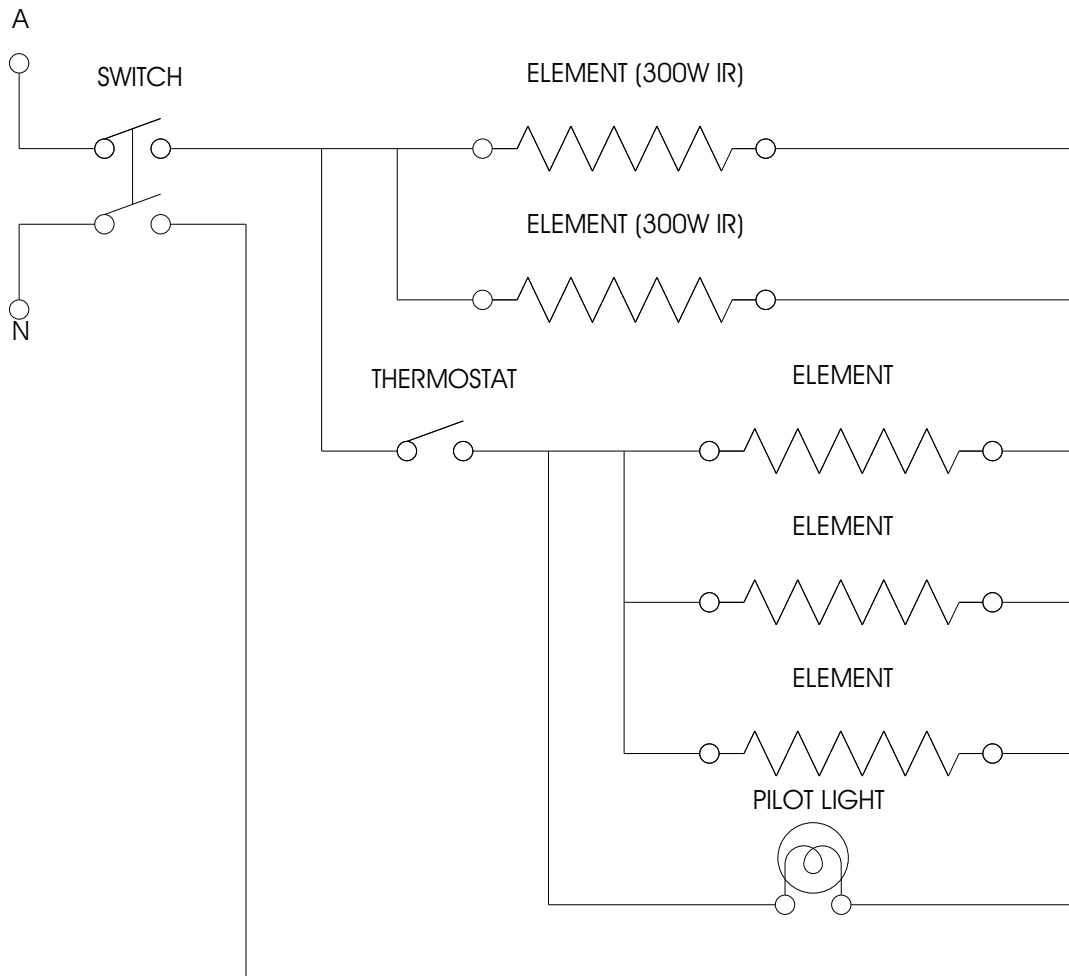 A
SWITCH
ELEMENT (300W IR)
ELEMENT (300W IR)
N
THERMOSTAT
ELEMENT
ELEMENT
ELEMENT
PILOT LIGHT